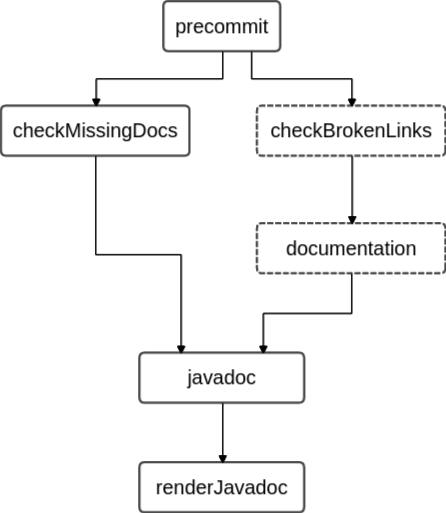 precommit
checkMissingDocs
checkBrokenLinks
documentation
javadoc
renderJavadoc